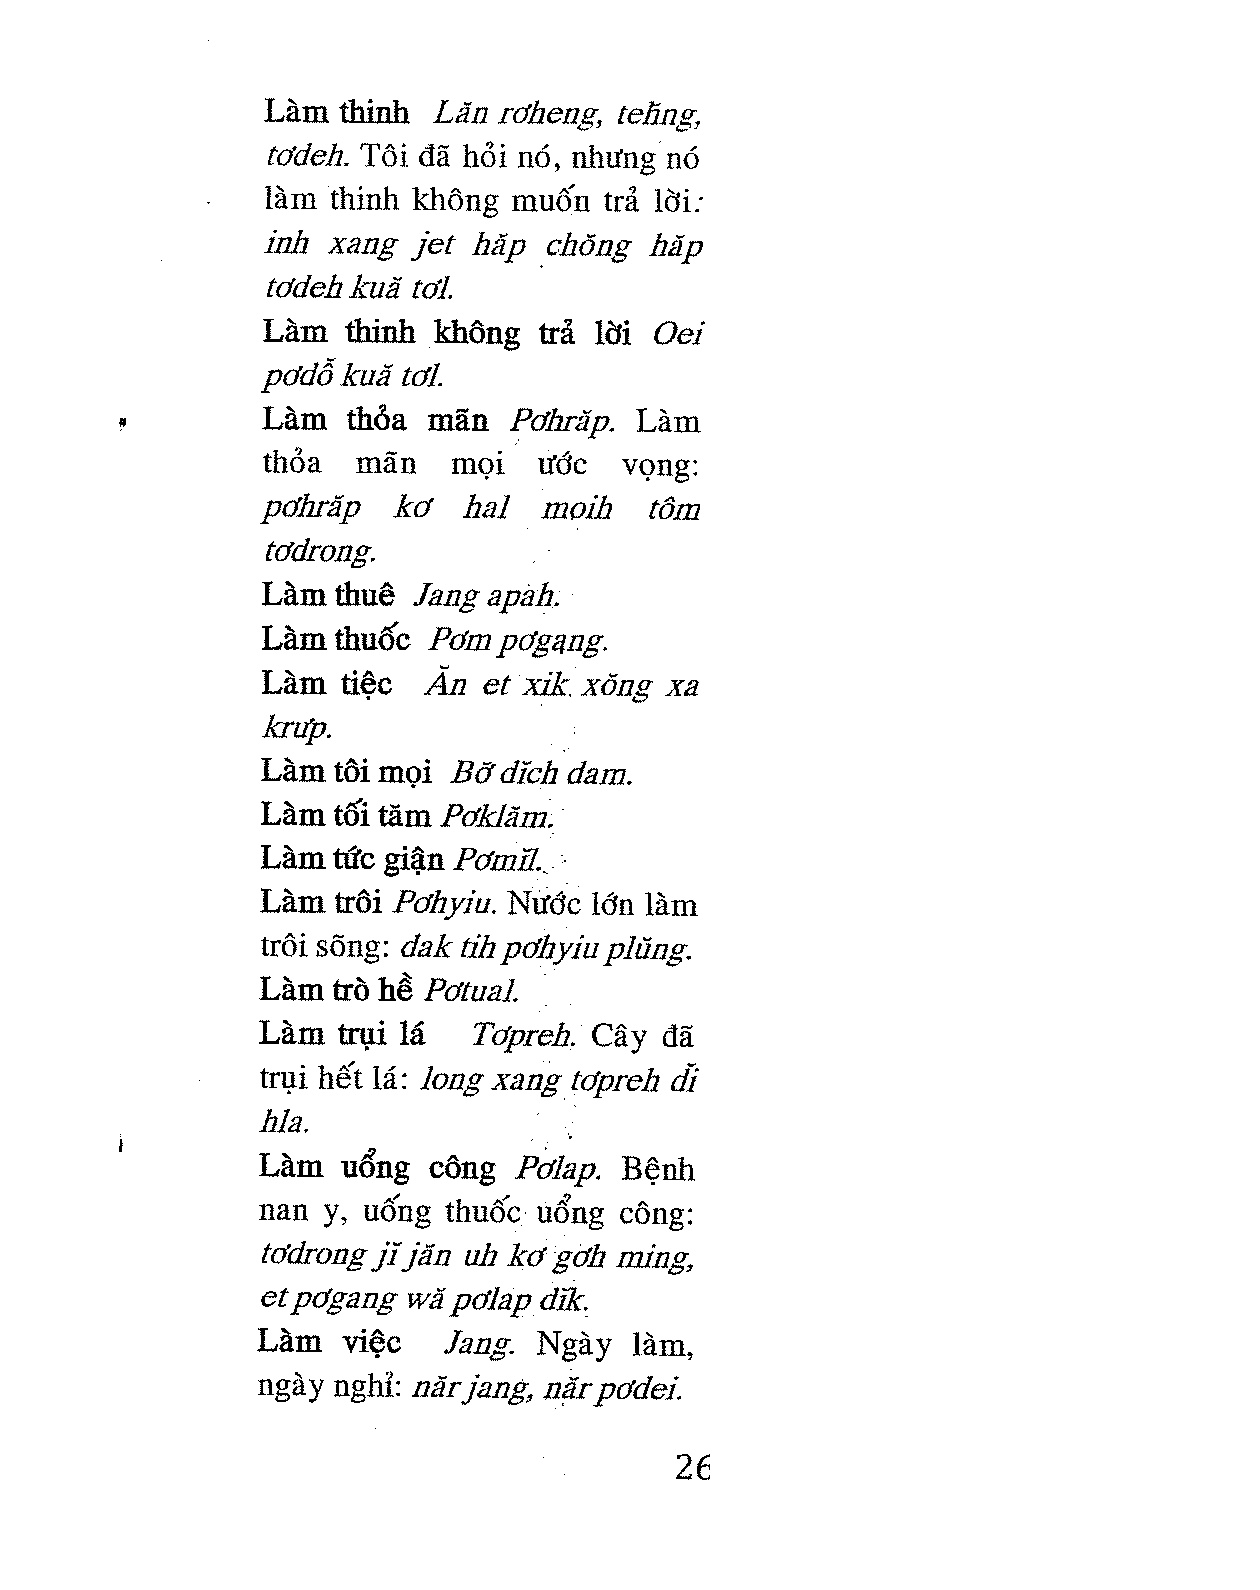 Làm thinh Lăn rơheng, teñng,
tơdeh. Tôi đã hỏi nó, nhưng nó
làm thinh không muốn trả lời:
inh xang jet hăp chŏng hăp
tơdeh kuă tơl.
Làm thinh không trả lời Oei
pơdỗ kuă tơl.
Làm thỏa mãn Pơhrăp. Làm
thỏa mãn mọi ước vọng:
pơhrăp kơ hal moih tôm
tơdrong.
Làm thuê Jang apah.
Làm thuốc Pơm pơgang.
Làm tiệc Ăn et xik xŏng xa
krưp.
Làm tôi mọi Bơ̆ dĭch dam.
Làm tối tăm Pơklăm.
Làm tức giận Pơmĭl.
Làm trôi Pơhyiu. Nước lớn làm
trôi sõng: đak tih pơhyiu plŭng.
Làm trò hề Pơtual.
Làm trụi lá Tơpreh. Cây đã
trụi hết lá: long xang tơpreh dĭ
hla.
Làm uổng công Pơlap. Bệnh
nan y, uống thuốc uổng công:
tơdrong jĭ jăn uh kơ gơh ming,
et pơgang wă pơlap dĭk.
Làm việc Jang. Ngày làm,
ngày nghỉ: năr jang, năr pơdei.
26